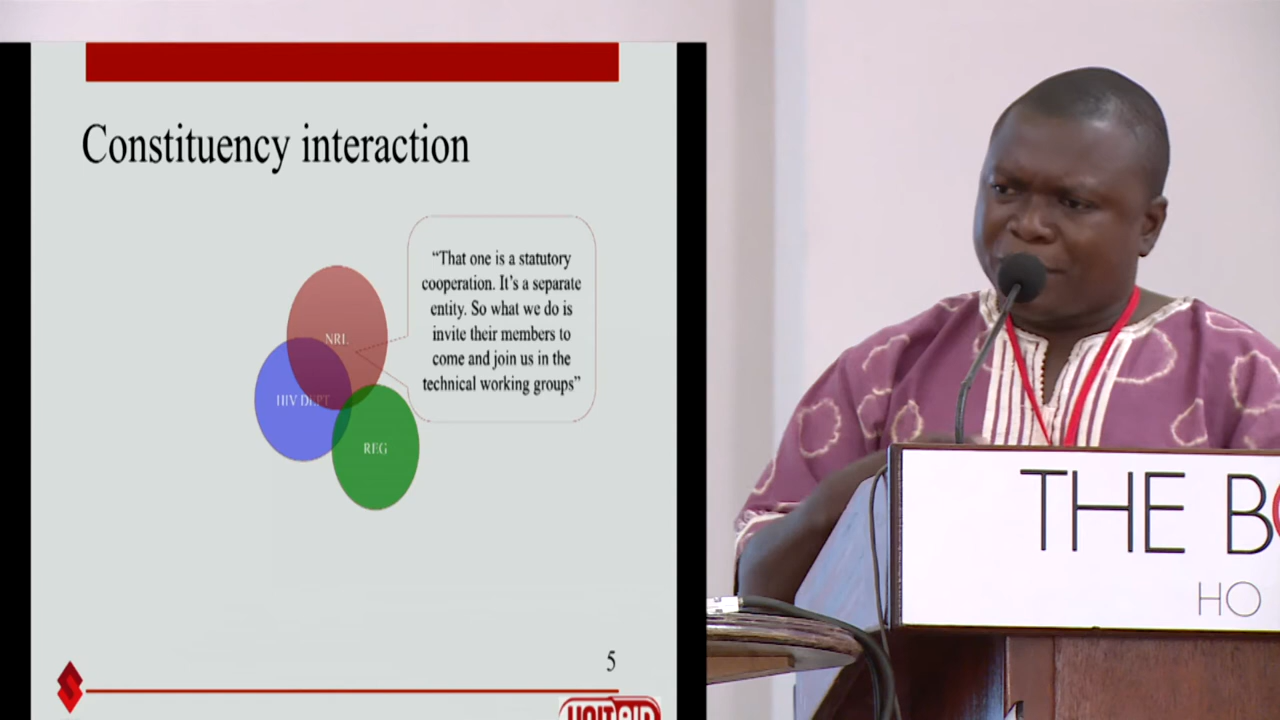 Constituency interaction
“That one is a statutory
cooperation. It’s a separate
entity. So what we do is
invite their members to
come and join us in the
technical working groups”
NRL
HIV DEPT
REG
5
UNITAID
THE B
HO